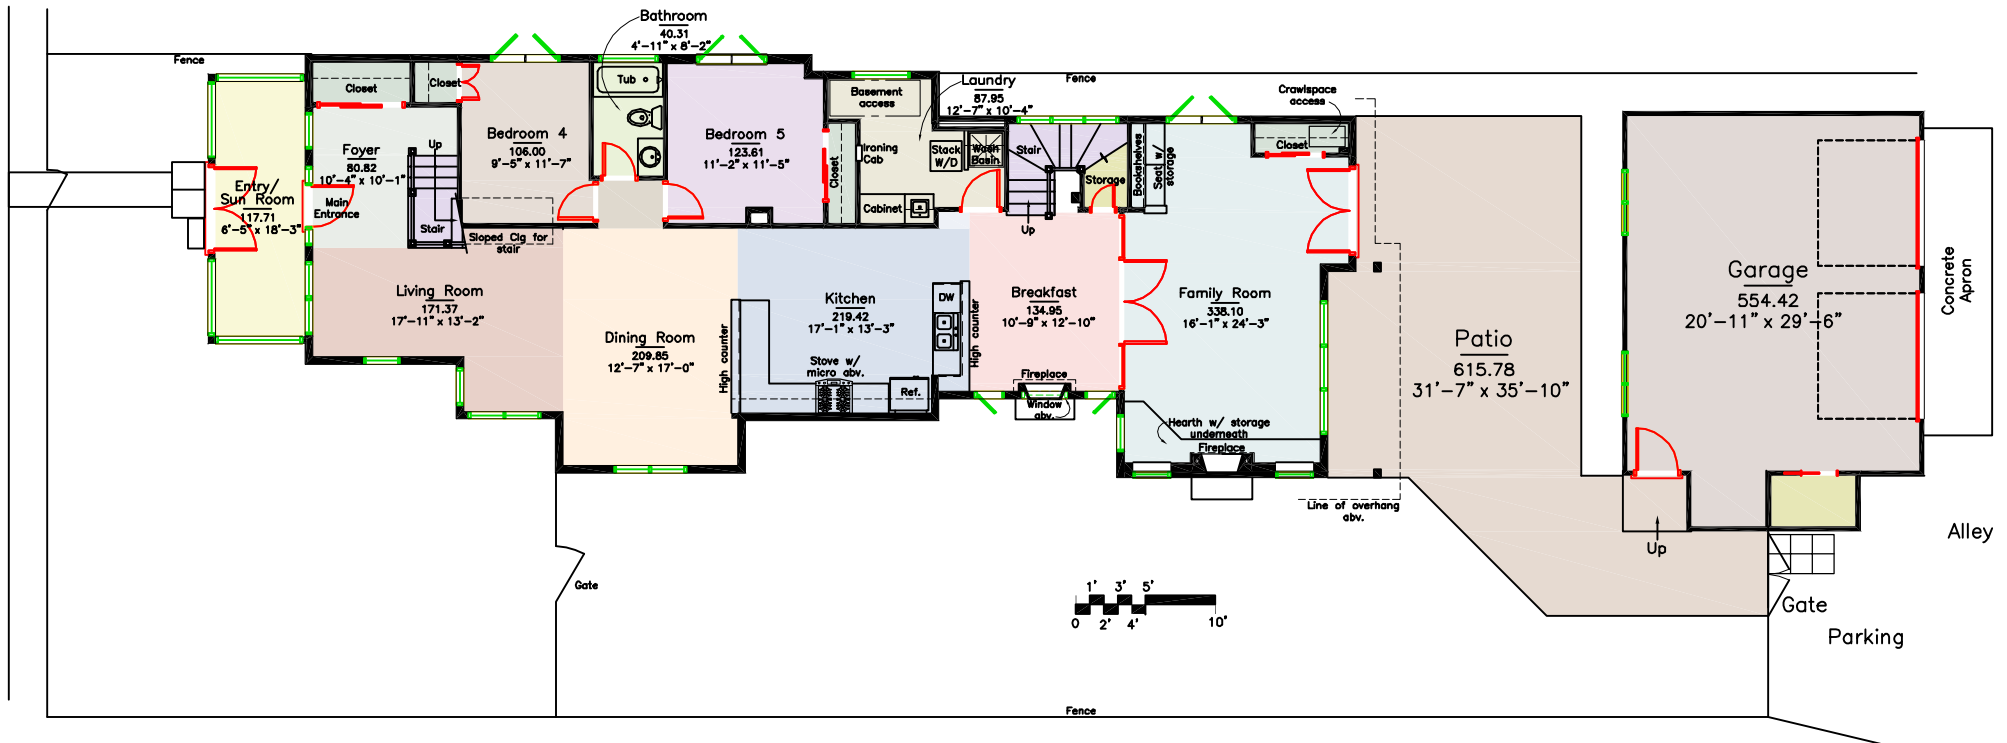 Bathroom
40.31
4'-11" x 8'-2"
Fence
Tub
Closet
Closet
Bedroom 4
106.00
9'-5" x 11'-7"
Bedroom 5
123.61
11'-2" x 11'-5"
Closet
Basement
access
Laundry
87.95
12'-7" x 10'-4"
Fence
Ironing
Cab
Stack
W/D
Wash
Basin
Cabinet
Stair
Up
Storage
Bookshelves
Seat w/
storage
Crawlspace
access
Closet
Foyer
80.82
10'-4" x 10'-1"
Up
Stair
Main
Entrance
Entry/
Sun Room
117.71
6'-5" x 18'-3"
Sloped Clg for
stair
Living Room
171.37
17'-11" x 13'-2"
Dining Room
209.85
12'-7" x 17'-0"
High counter
Kitchen
219.42
17'-1" x 13'-3"
Stove w/
micro abv.
Ref.
DW
High counter
Breakfast
134.95
10'-9" x 12'-10"
Fireplace
Window
abv.
Family Room
338.10
16'-1" x 24'-3"
Hearth w/ storage
underneath
Fireplace
Line of overhang
abv.
Patio
615.78
31'-7" x 35'-10"
Garage
554.42
20'-11" x 29'-6"
Concrete
Apron
Up
Alley
Gate
Parking
Gate
1' 3' 5'
0 2' 4' 10'
Fence